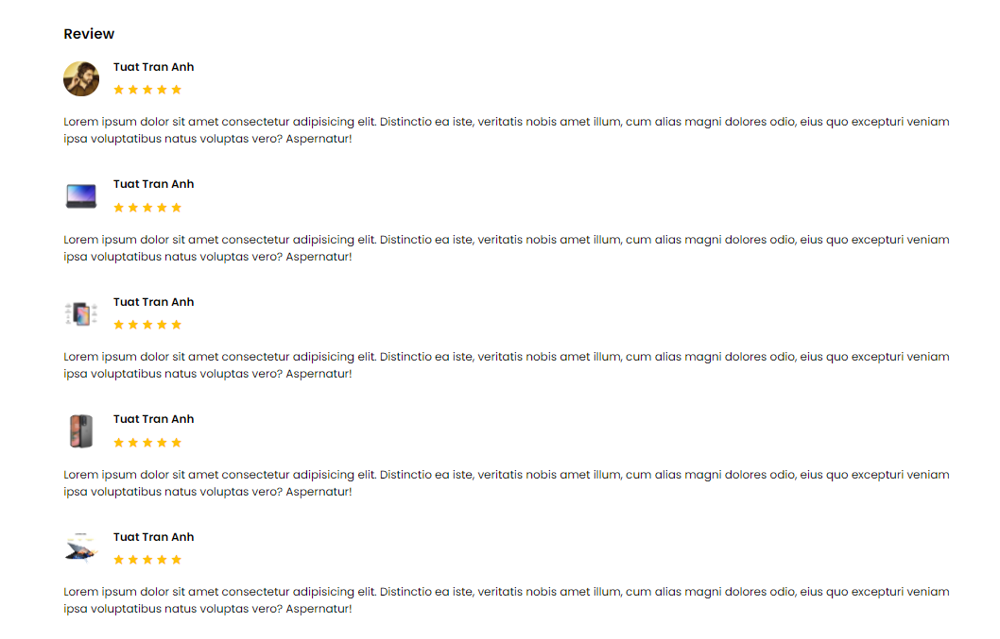 Review
Tuat Tran Anh
Lorem ipsum dolor sit amet consectetur adipisicing elit. Distinctio ea iste, veritatis nobis amet illum, cum alias magni dolores odio, eius quo excepturi veniam
ipsa voluptatibus natus voluptas vero? Aspernatur!
Tuat Tran Anh
Lorem ipsum dolor sit amet consectetur adipisicing elit. Distinctio ea iste, veritatis nobis amet illum, cum alias magni dolores odio, eius quo excepturi veniam
ipsa voluptatibus natus voluptas vero? Aspernatur!
Tuat Tran Anh
Lorem ipsum dolor sit amet consectetur adipisicing elit. Distinctio ea iste, veritatis nobis amet illum, cum alias magni dolores odio, eius quo excepturi veniam
ipsa voluptatibus natus voluptas vero? Aspernatur!
Tuat Tran Anh
Lorem ipsum dolor sit amet consectetur adipisicing elit. Distinctio ea iste, veritatis nobis amet illum, cum alias magni dolores odio, eius quo excepturi veniam
ipsa voluptatibus natus voluptas vero? Aspernatur!
Tuat Tran Anh
Lorem ipsum dolor sit amet consectetur adipisicing elit. Distinctio ea iste, veritatis nobis amet illum, cum alias magni dolores odio, eius quo excepturi veniam
ipsa voluptatibus natus voluptas vero? Aspernatur!